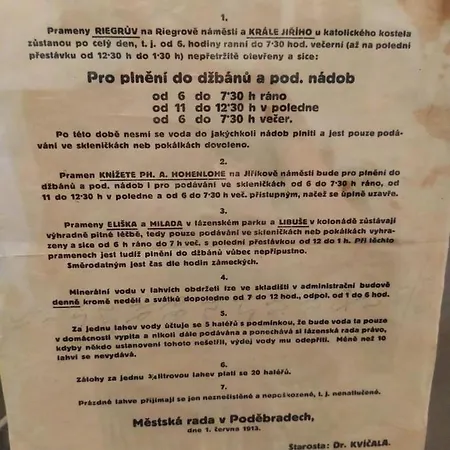 1.
Prameny RIEGRŮV na Riegrově náměstí a KRÁLE JIŘÍHO u katolického kostela
zůstanou po celý den, t. j. od 6. hodiny ranní do 7·30 hod. večerní (až na polední
přestávku od 12·30 h do 1·30 h) nepřetržitě otevřeny a sice:
Pro plnění do džbánů a pod. nádob
od 6 do 7·30 h ráno
od 11 do 12·30 h v poledne
od 6 do 7·30 h večer.
Po této době nesmí se voda do jakýchkoli nádob plniti a jest pouze podá-
vání ve skleničkách neb pokálkách dovoleno.
2.
Pramen KNÍŽETE PH. A. HOHENLOHE na Jiříkově náměstí bude pro plnění do
džbánů a pod. nádob i pro podávání ve skleničkách od 6 do 7·30 h ráno, od
11 do 12·30 h v poledne a od 6 do 7·30 h več. přístupným, načež se úplně uzavře.
3.
Prameny ELIŠKA a MILADA v lázenském parku a LIBUŠE v kolonádě zůstávají
výhradně pitné léčbě, tedy pouze podávání ve skleničkách neb pokálkách vyhra-
zeny a sice od 6 h ráno do 7 h več. s polední přestávkou od 12 do 1 h. Při těchto
pramenech jest tudíž plnění do džbánů vůbec nepřípustno.
Směrodatným jest čas dle hodin zámeckých.
4.
Minerální vodu v lahvích obdržeti lze ve skladišti v administrační budově
denně kromě neděli a svátků dopoledne od 7 do 12 hod., odpol. od 1 do 6 hod.
5.
Za jednu lahev vody účtuje se 5 haléřů s podmínkou, že bude voda ta pouze
v domácnosti vypita a nikoli dále podávána a ponechává si lázenská rada právo,
kdyby někdo ustanovení tohoto nešetřil, výdej vody mu odepříti. Méně než 10
lahví se nevydává.
6.
Zálohy za jednu ¾litrovou lahev platí se 20 haléřů.
7.
Prázdné lahve přijímají se jen neznečistěné a nepoškozené, t. j. nenalučené.
Městská rada v Poděbradech,
dne 1. června 1913.
Starosta: Dr. KVÍČALA.